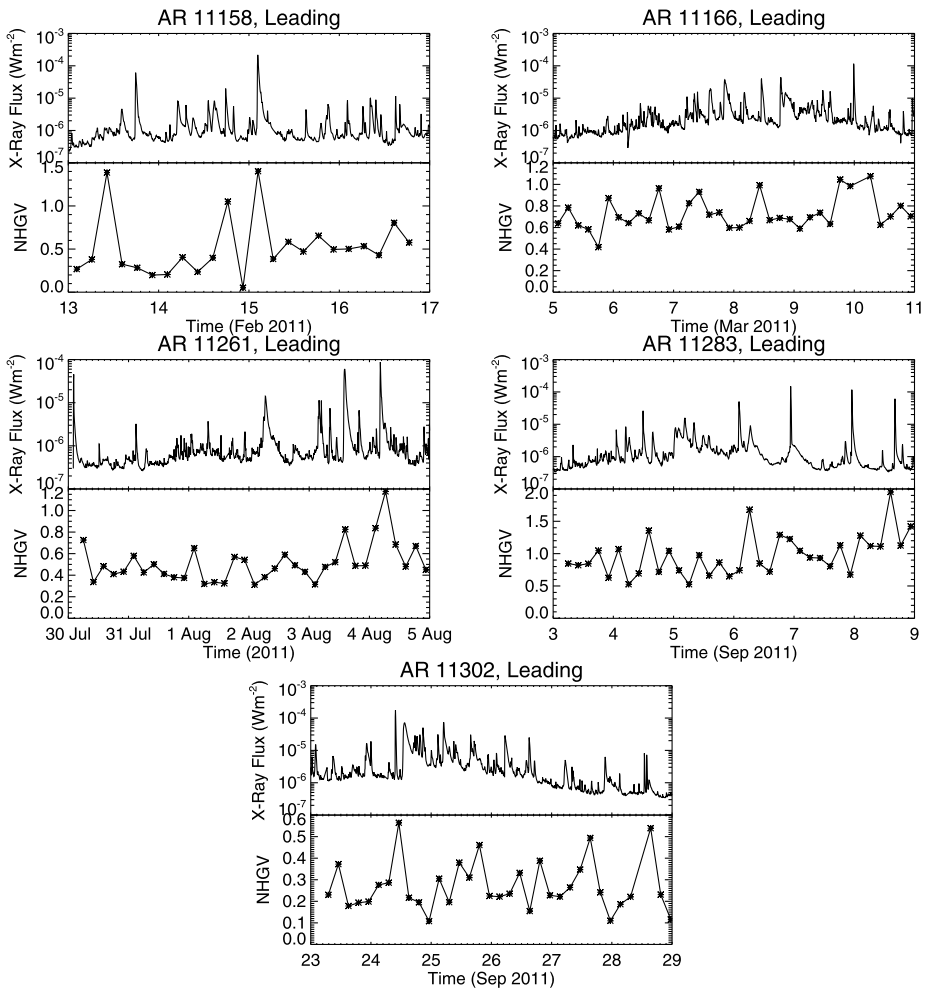 AR 11158, Leading
X-Ray Flux (Wm-2)
10-3
10-4
10-5
10-6
10-7
NHGV
1.5
1.0
0.5
0.0
13 14 15 16 17
Time (Feb 2011)
AR 11166, Leading
X-Ray Flux (Wm-2)
10-3
10-4
10-5
10-6
10-7
NHGV
1.2
1.0
0.8
0.6
0.4
0.2
0.0
5 6 7 8 9 10 11
Time (Mar 2011)
AR 11261, Leading
X-Ray Flux (Wm-2)
10-4
10-5
10-6
10-7
NHGV
1.2
1.0
0.8
0.6
0.4
0.2
0.0
30 Jul 31 Jul 1 Aug 2 Aug 3 Aug 4 Aug 5 Aug
Time (2011)
AR 11283, Leading
X-Ray Flux (Wm-2)
10-3
10-4
10-5
10-6
10-7
NHGV
2.0
1.5
1.0
0.5
0.0
3 4 5 6 7 8 9
Time (Sep 2011)
AR 11302, Leading
X-Ray Flux (Wm-2)
10-3
10-4
10-5
10-6
10-7
NHGV
0.6
0.5
0.4
0.3
0.2
0.1
0.0
23 24 25 26 27 28 29
Time (Sep 2011)